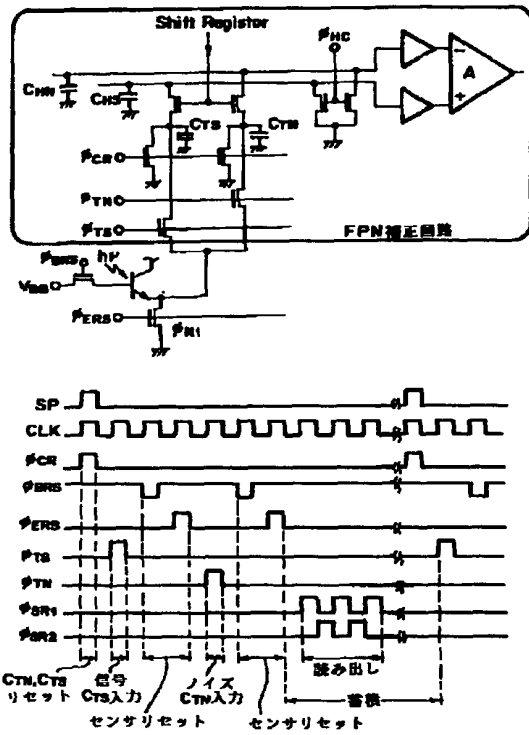 Shift Register
φHC
CHN
CHS
A
−
+
CTS
CTN
φCR
φTN
φTS
FPN補正回路
φBRS
hν
VBB
φERS
SP
CLK
φCR
φBRS
φERS
φTS
φTN
φSR1
φSR2
CTN,CTS
リセット
信号
CTS入力
センサリセット
ノイズ
CTN入力
センサリセット
読み出し
蓄積